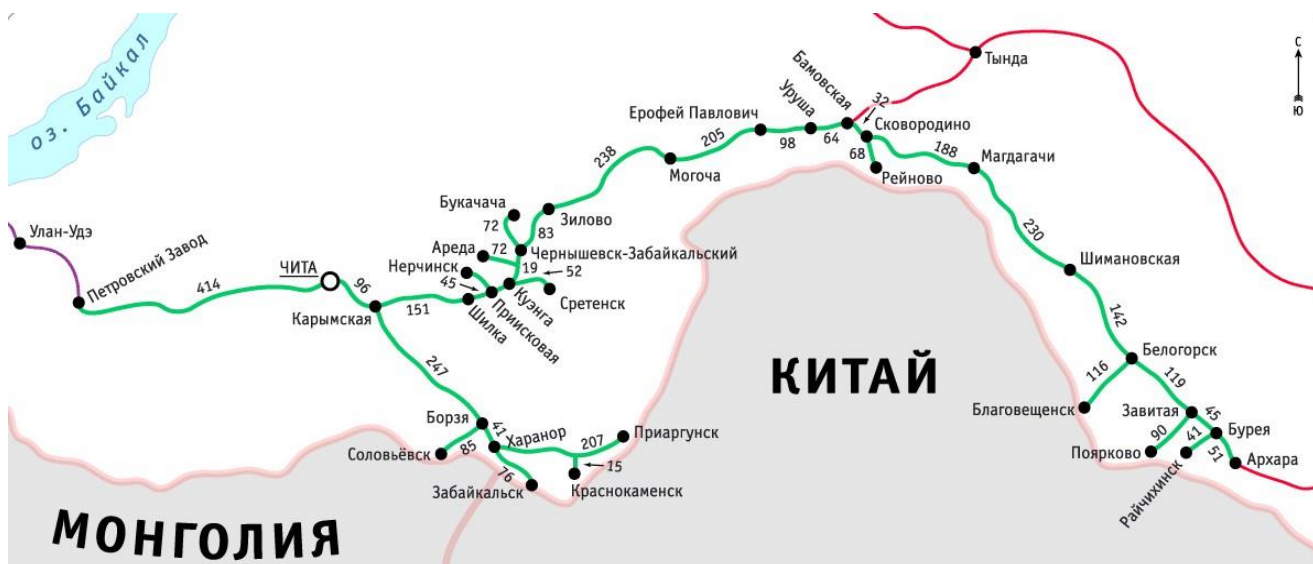 оз. Байкал
Улан-Удэ
Петровский Завод
414
ЧИТА
96
Карымская
151
Шилка
45
Приисковая
Нерчинск
Куэнга
52
Сретенск
19
Ареда
72
Чернышевск-Забайкальский
Букачача
72
83
Зилово
238
Могоча
205
Ерофей Павлович
98
Уруша
64
Бамовская
32
Тында
Сковородино
68
Рейново
188
Магдагачи
230
Шимановская
142
Белогорск
116
Благовещенск
119
Завитая
90
Поярково
45
Бурея
41
Райчихинск
51
Архара
247
Борзя
85
Соловьёвск
41
Харанор
76
Забайкальск
207
Приаргунск
15
Краснокаменск
КИТАЙ
МОНГОЛИЯ
С
Ю